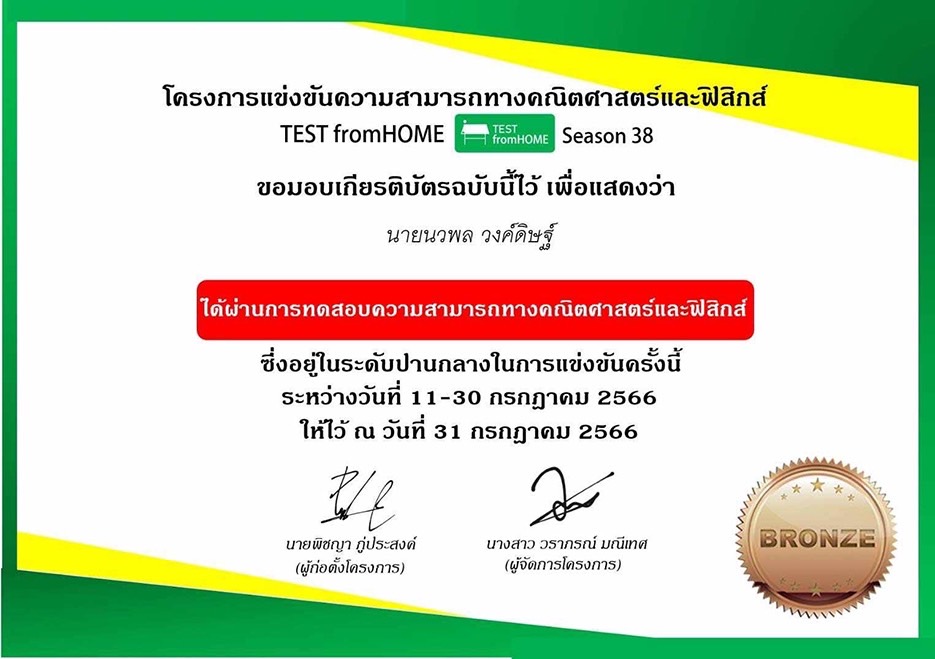 โครงการแข่งขันความสามารถทางคณิตศาสตร์และฟิสิกส์
TEST fromHOME TEST fromHOME Season 38
ขอมอบเกียรติบัตรฉบับนี้ไว้ เพื่อแสดงว่า
นายนวพล วงค์ดิษฐ์
ได้ผ่านการทดสอบความสามารถทางคณิตศาสตร์และฟิสิกส์
ซึ่งอยู่ในระดับปานกลางในการแข่งขันครั้งนี้
ระหว่างวันที่ 11-30 กรกฎาคม 2566
ให้ไว้ ณ วันที่ 31 กรกฎาคม 2566
นายพิชญา ภู่ประสงค์
(ผู้ก่อตั้งโครงการ)
นางสาว วราภรณ์ มณีเทศ
(ผู้จัดการโครงการ)
BRONZE